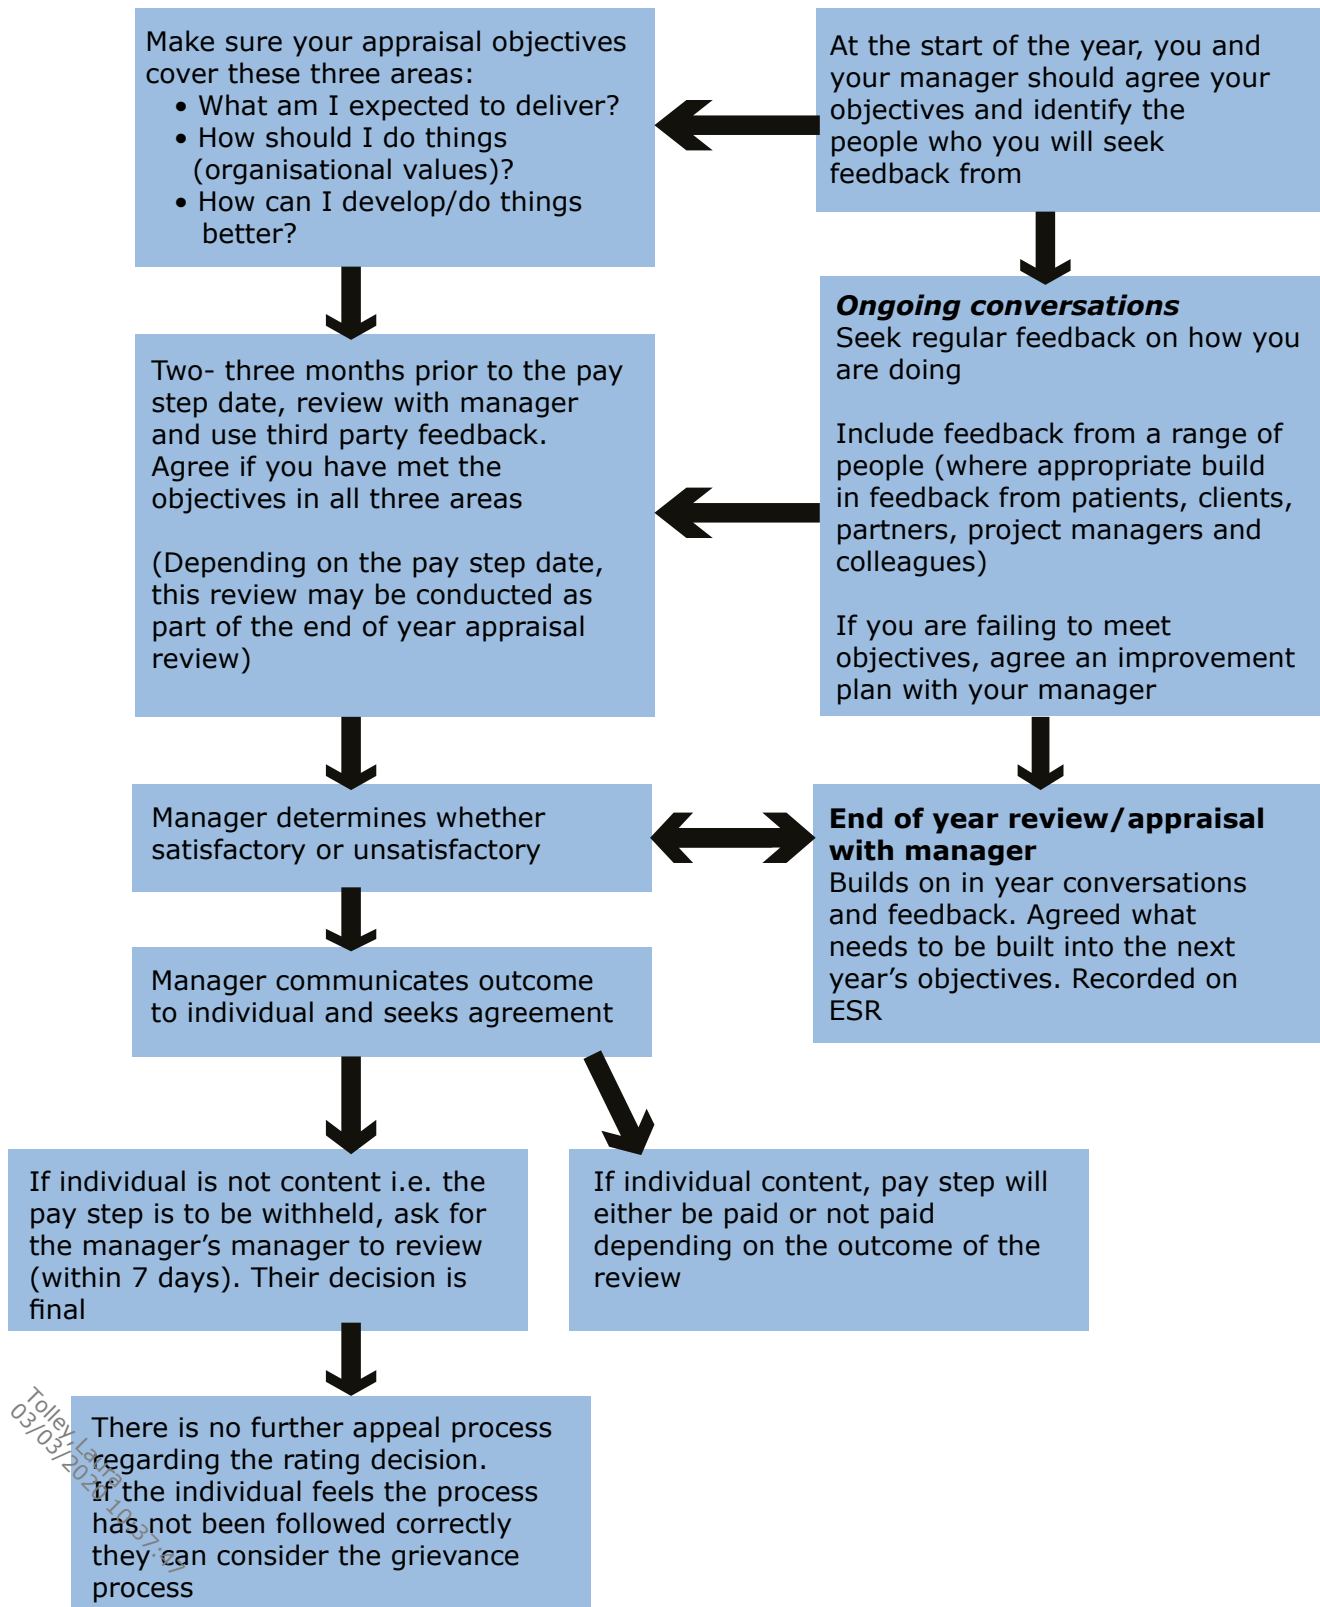 Make sure your appraisal objectives
cover these three areas:
• What am I expected to deliver?
• How should I do things
(organisational values)?
• How can I develop/do things
better?
At the start of the year, you and
your manager should agree your
objectives and identify the
people who you will seek
feedback from
Two- three months prior to the pay
step date, review with manager
and use third party feedback.
Agree if you have met the
objectives in all three areas
(Depending on the pay step date,
this review may be conducted as
part of the end of year appraisal
review)
Ongoing conversations
Seek regular feedback on how you
are doing
Include feedback from a range of
people (where appropriate build
in feedback from patients, clients,
partners, project managers and
colleagues)
If you are failing to meet
objectives, agree an improvement
plan with your manager
Manager determines whether
satisfactory or unsatisfactory
End of year review/appraisal
with manager
Builds on in year conversations
and feedback. Agreed what
needs to be built into the next
year’s objectives. Recorded on
ESR
Manager communicates outcome
to individual and seeks agreement
If individual is not content i.e. the
pay step is to be withheld, ask for
the manager’s manager to review
(within 7 days). Their decision is
final
If individual content, pay step will
either be paid or not paid
depending on the outcome of the
review
There is no further appeal process
regarding the rating decision.
If the individual feels the process
has not been followed correctly
they can consider the grievance
process
Tolley, Laura
03/03/2020 10:37:47